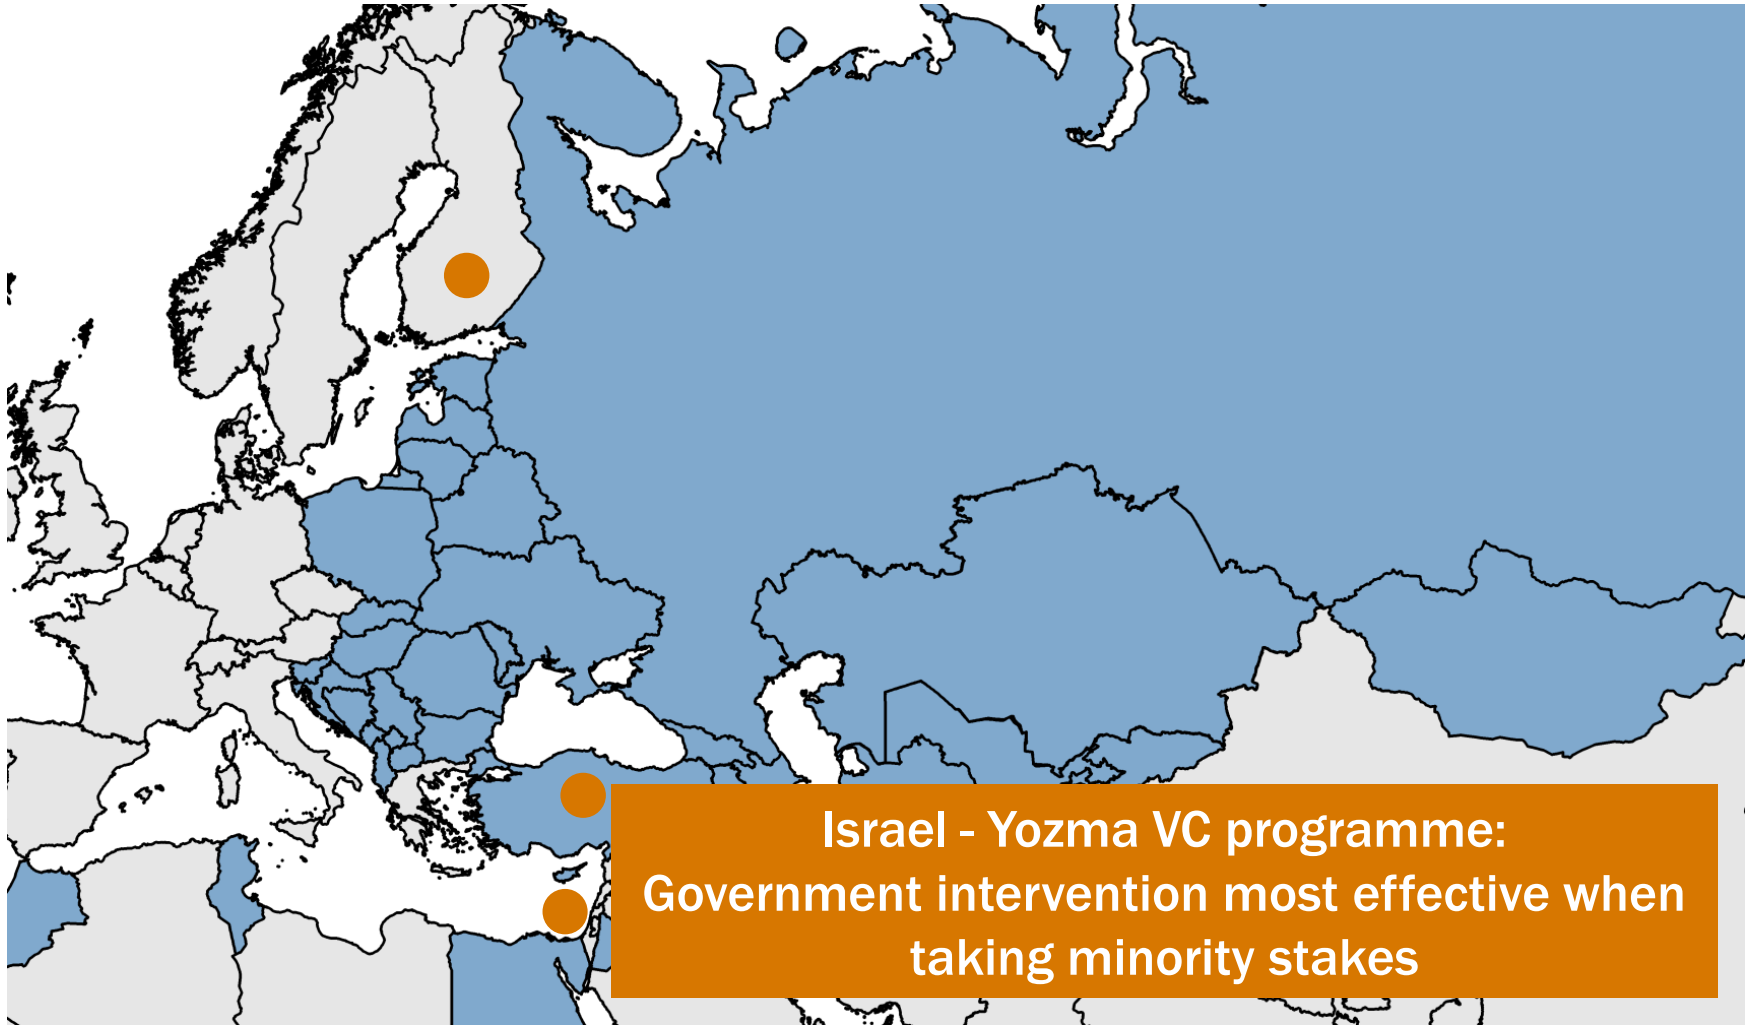 Israel - Yozma VC programme:
Government intervention most effective when
taking minority stakes